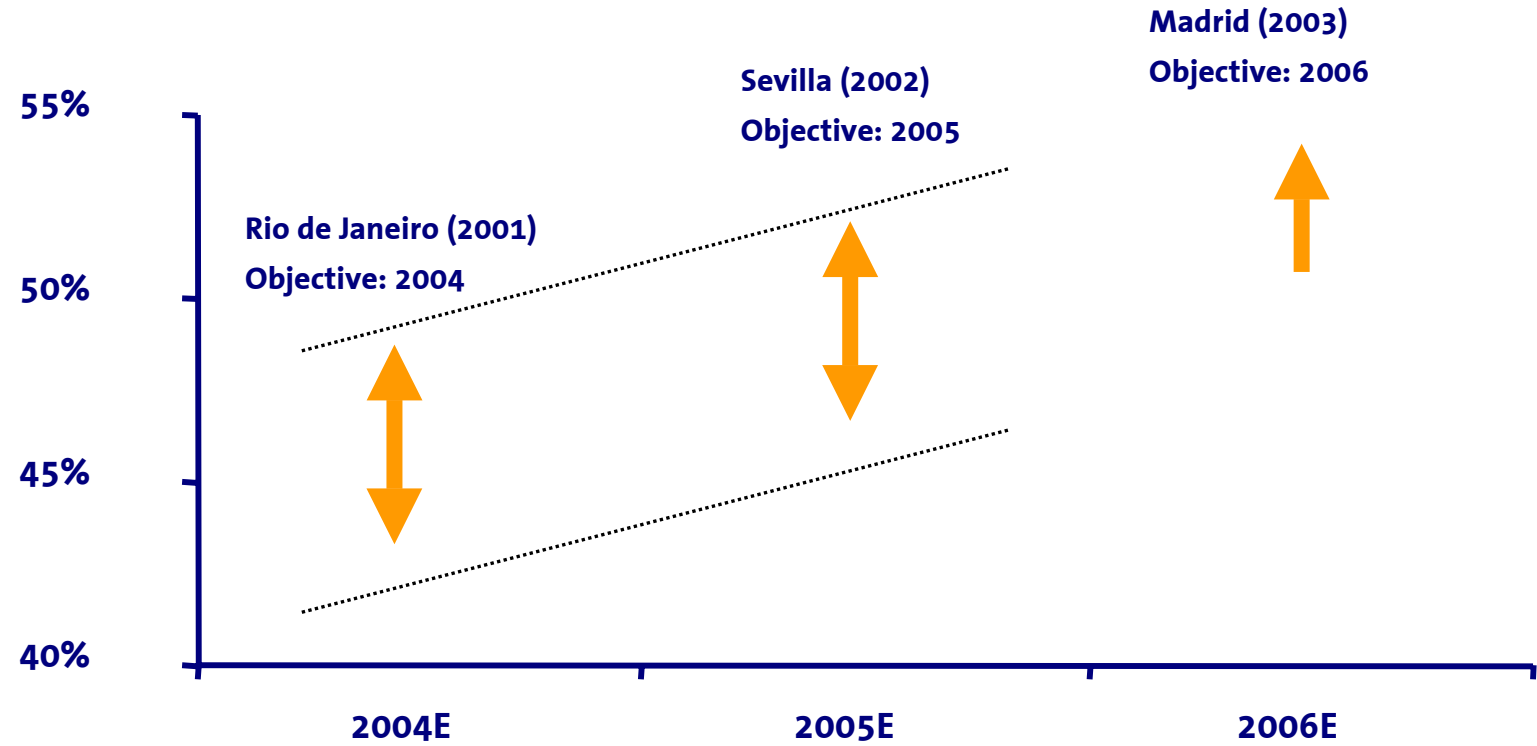 Madrid (2003)
Objective: 2006
Sevilla (2002)
Objective: 2005
55%
Rio de Janeiro (2001)
Objective: 2004
50%
45%
40%
2004E
2005E
2006E